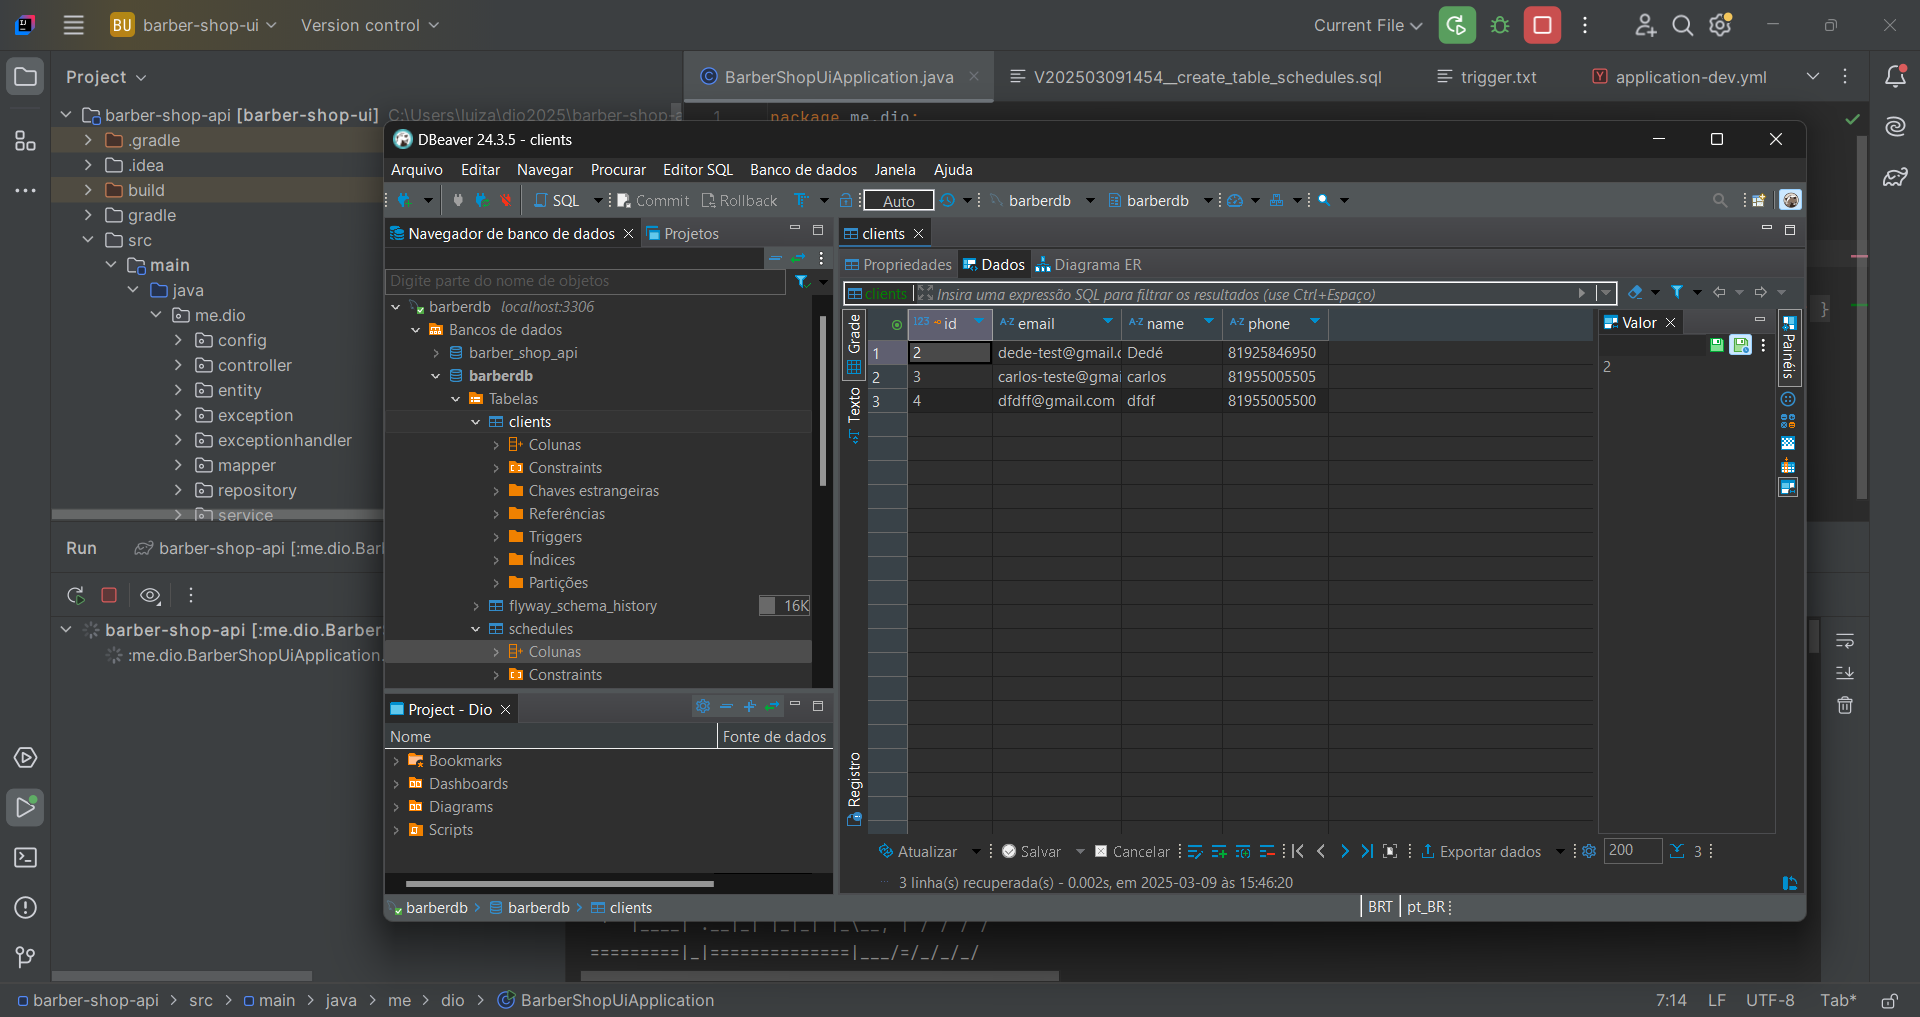 BU barber-shop-ui Version control Current File
Project
BarberShopUiApplication.java V202503091454__create_table_schedules.sql trigger.txt application-dev.yml
barber-shop-api [barber-shop-ui] C:\Users\luiza\dio2025\barber-shop-a
1 package me.dio;
.gradle
.idea
build
gradle
src
main
java
me.dio
config
controller
entity
exception
exceptionhandler
mapper
repository
service
}
Run barber-shop-api [:me.dio.Bar
barber-shop-api [:me.dio.Barber
:me.dio.BarberShopUiApplication.
DBeaver 24.3.5 - clients
Arquivo Editar Navegar Procurar Editor SQL Banco de dados Janela Ajuda
SQL Commit Rollback T Auto barberdb barberdb
Navegador de banco de dados Projetos
Digite parte do nome de objetos
barberdb localhost:3306
Bancos de dados
barber_shop_api
barberdb
Tabelas
clients
Colunas
Constraints
Chaves estrangeiras
Referências
Triggers
Índices
Partições
flyway_schema_history 16K
schedules
Colunas
Constraints
Project - Dio
Nome Fonte de dados
Bookmarks
Dashboards
Diagrams
Scripts
clients
Propriedades Dados Diagrama ER
clients Insira uma expressão SQL para filtrar os resultados (use Ctrl+Espaço)
Grade
Texto
Registro
123 id A-Z email A-Z name A-Z phone
1 2 dede-test@gmail.c Dedé 81925846950
2 3 carlos-teste@gmai carlos 81955005505
3 4 dfdff@gmail.com dfdf 81955005500
Valor
2
Painéis
Atualizar Salvar Cancelar Exportar dados 200 3
3 linha(s) recuperada(s) - 0.002s, em 2025-03-09 às 15:46:20
barberdb barberdb clients BRT pt_BR
=========|_|==============|___/=/_/_/_/
barber-shop-api > src > main > java > me > dio > BarberShopUiApplication 7:14 LF UTF-8 Tab*